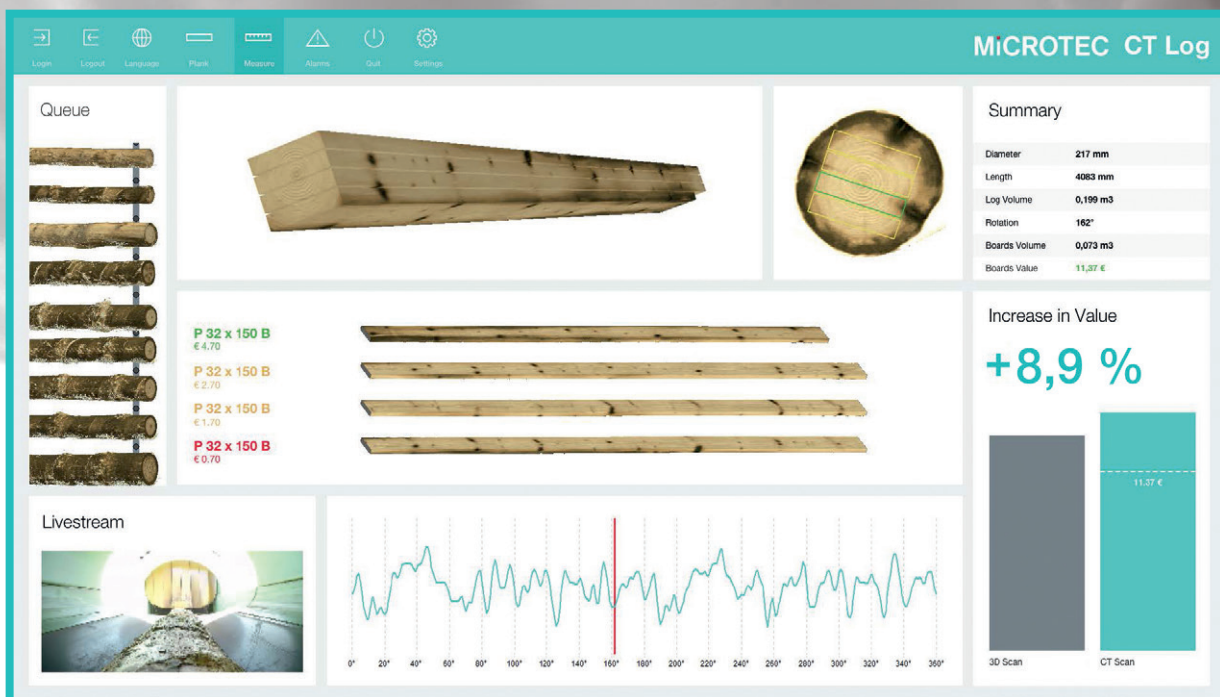 Login
Logout
Language
Plank
Measure
Alarms
Quit
Settings
MiCROTEC CT Log
Queue
Summary
Diameter 217 mm
Length 4083 mm
Log Volume 0,199 m3
Rotation 162°
Boards Volume 0,073 m3
Boards Value 11,37 €
P 32 x 150 B
€ 4.70
P 32 x 150 B
€ 2.70
P 32 x 150 B
€ 1.70
P 32 x 150 B
€ 0.70
Increase in Value
+8,9 %
11.37 €
3D Scan
CT Scan
Livestream
0° 20° 40° 60° 80° 100° 120° 140° 160° 180° 200° 220° 240° 260° 280° 300° 320° 340° 360°